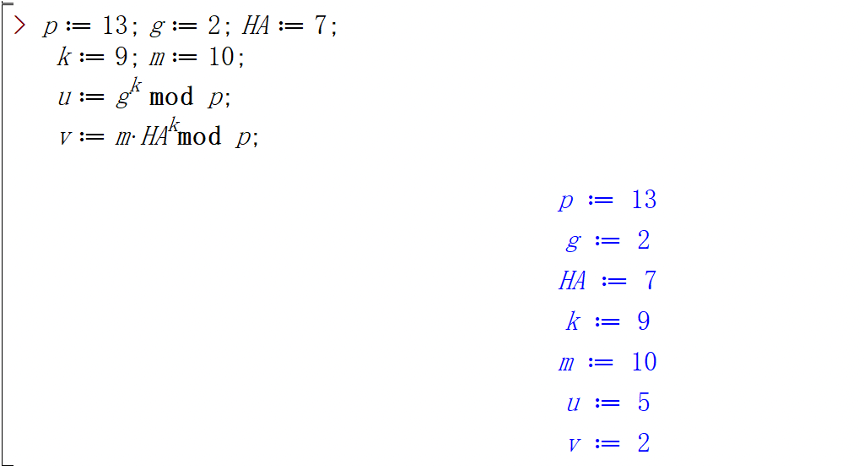 > p := 13; g := 2; HA := 7;
k := 9; m := 10;
u := g^k mod p;
v := m·HA^k mod p;
p := 13
g := 2
HA := 7
k := 9
m := 10
u := 5
v := 2